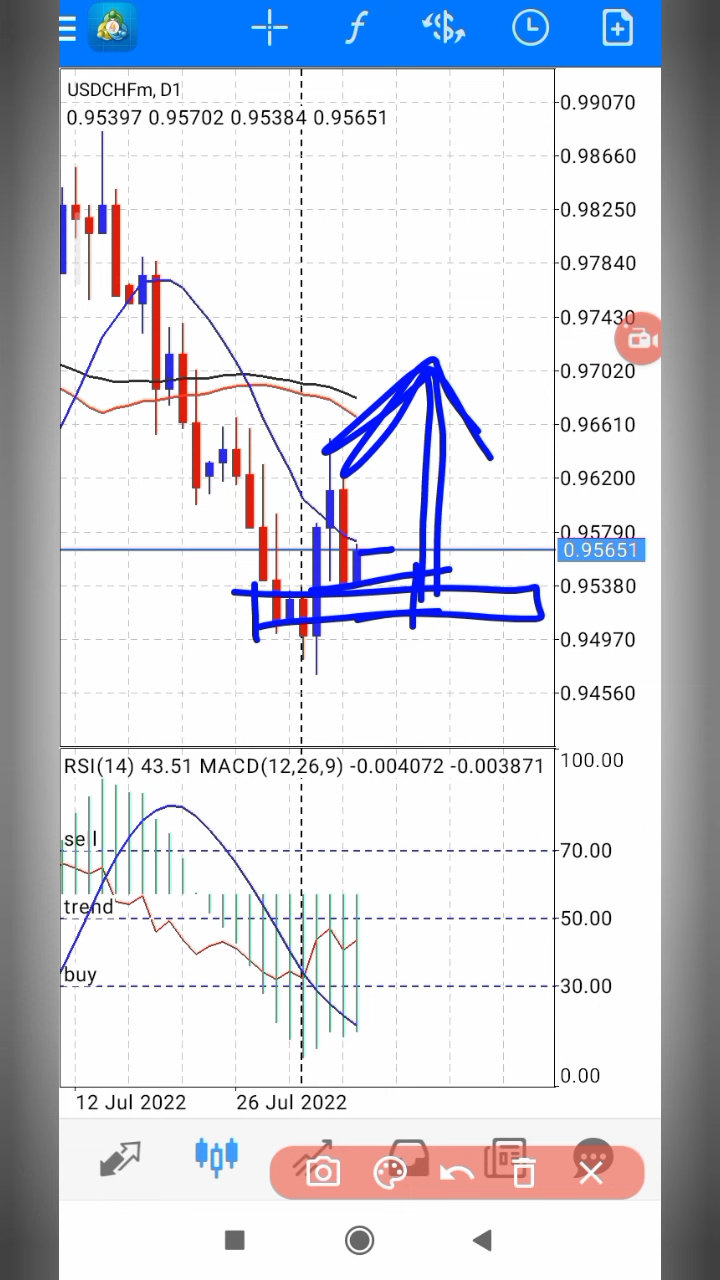 USDCHFm, D1
0.95397 0.95702 0.95384 0.95651
0.99070
0.98660
0.98250
0.97840
0.97430
0.97020
0.96610
0.96200
0.95790
0.95651
0.95380
0.94970
0.94560
RSI(14) 43.51 MACD(12,26,9) -0.004072 -0.003871
100.00
sell
70.00
trend
50.00
buy
30.00
0.00
12 Jul 2022
26 Jul 2022